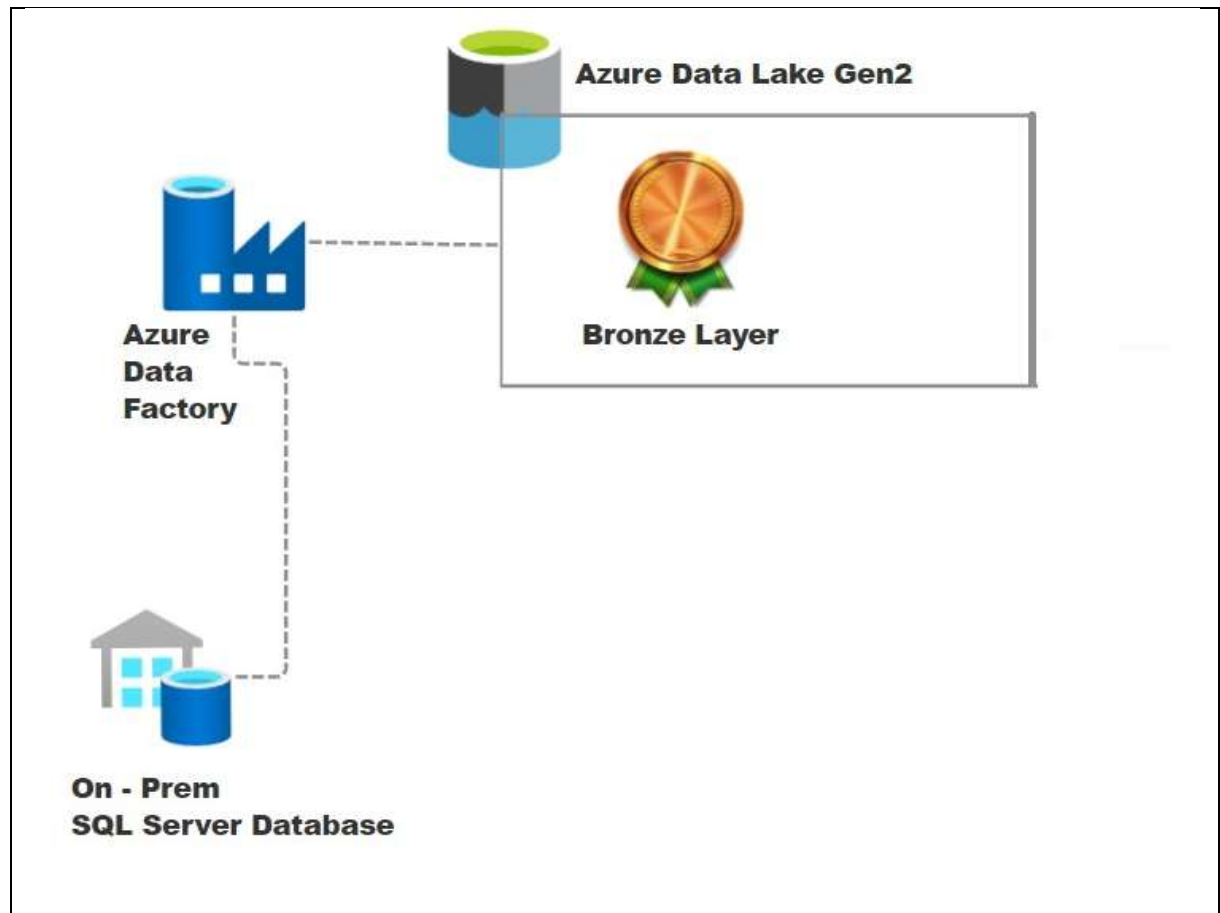 Azure Data Lake Gen2
Bronze Layer
Azure
Data
Factory
On - Prem
SQL Server Database